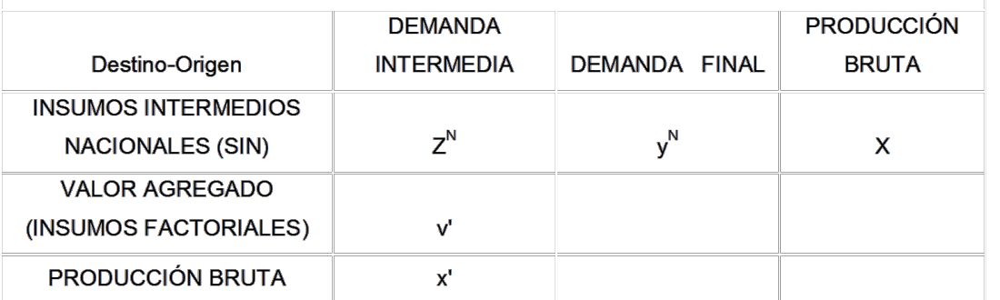 DEMANDA PRODUCCIÓN
Destino-Origen INTERMEDIA DEMANDA FINAL BRUTA
INSUMOS INTERMEDIOS
NACIONALES (SIN) Z^N y^N X
VALOR AGREGADO
(INSUMOS FACTORIALES) v'
PRODUCCIÓN BRUTA x'